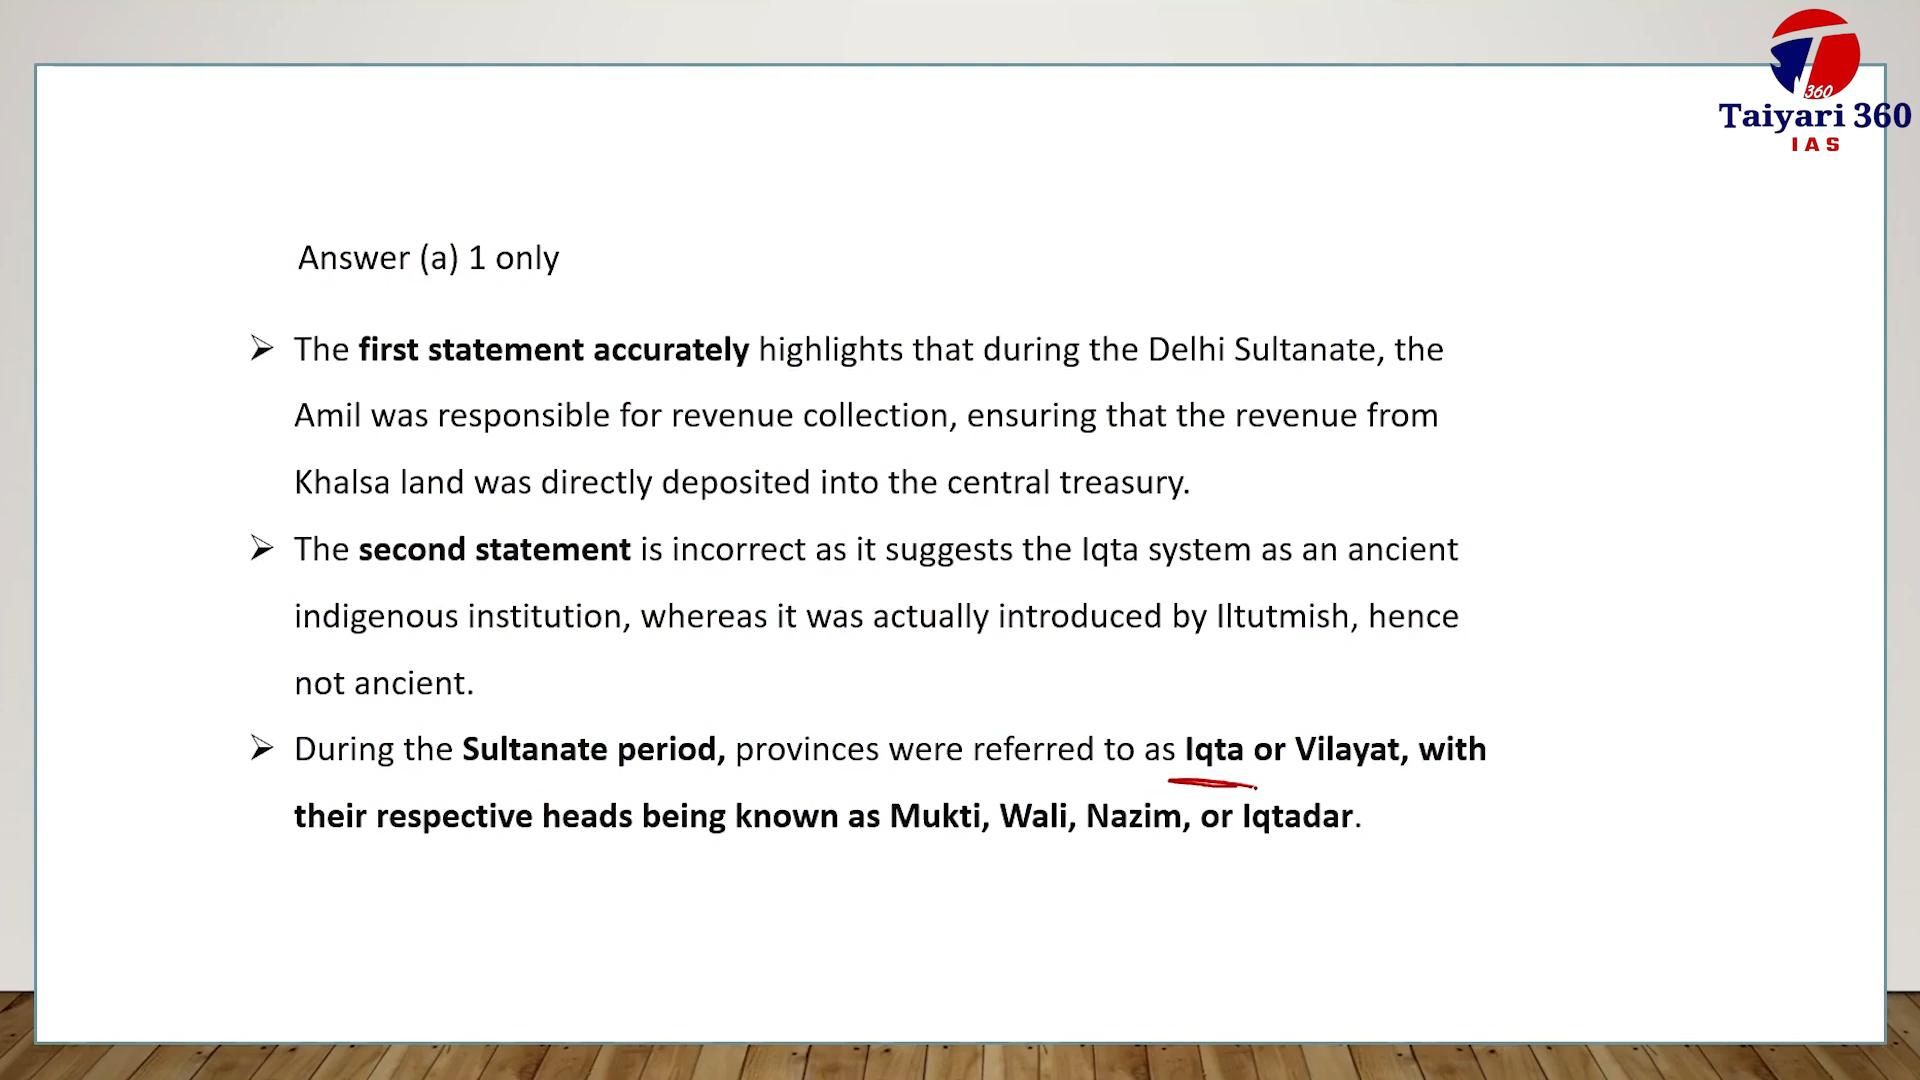 360
Taiyari 360
IAS
Answer (a) 1 only
➢ The first statement accurately highlights that during the Delhi Sultanate, the
Amil was responsible for revenue collection, ensuring that the revenue from
Khalsa land was directly deposited into the central treasury.
➢ The second statement is incorrect as it suggests the Iqta system as an ancient
indigenous institution, whereas it was actually introduced by Iltutmish, hence
not ancient.
➢ During the Sultanate period, provinces were referred to as Iqta or Vilayat, with
their respective heads being known as Mukti, Wali, Nazim, or Iqtadar.